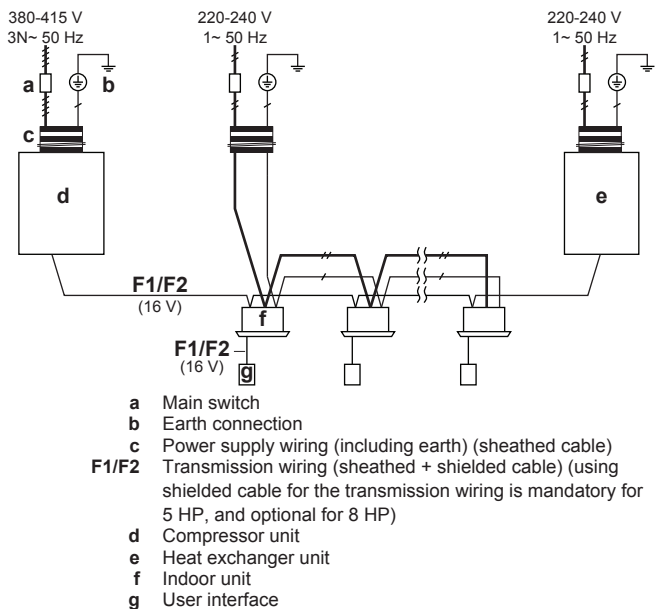 380-415 V
3N~ 50 Hz
220-240 V
1~ 50 Hz
220-240 V
1~ 50 Hz
a
b
c
d
e
F1/F2
(16 V)
f
F1/F2
(16 V)
g
a Main switch
b Earth connection
c Power supply wiring (including earth) (sheathed cable)
F1/F2 Transmission wiring (sheathed + shielded cable) (using
shielded cable for the transmission wiring is mandatory for
5 HP, and optional for 8 HP)
d Compressor unit
e Heat exchanger unit
f Indoor unit
g User interface